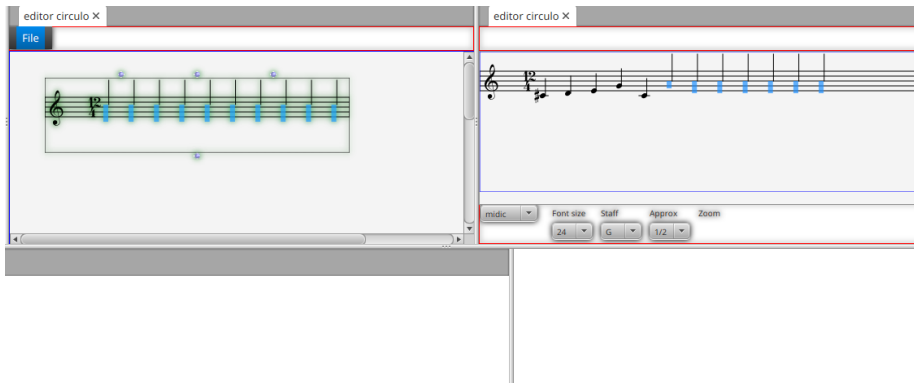 editor circulo ×
File
12
4
editor circulo ×
12
4
midic
Font size Staff Approx Zoom
24 G 1/2